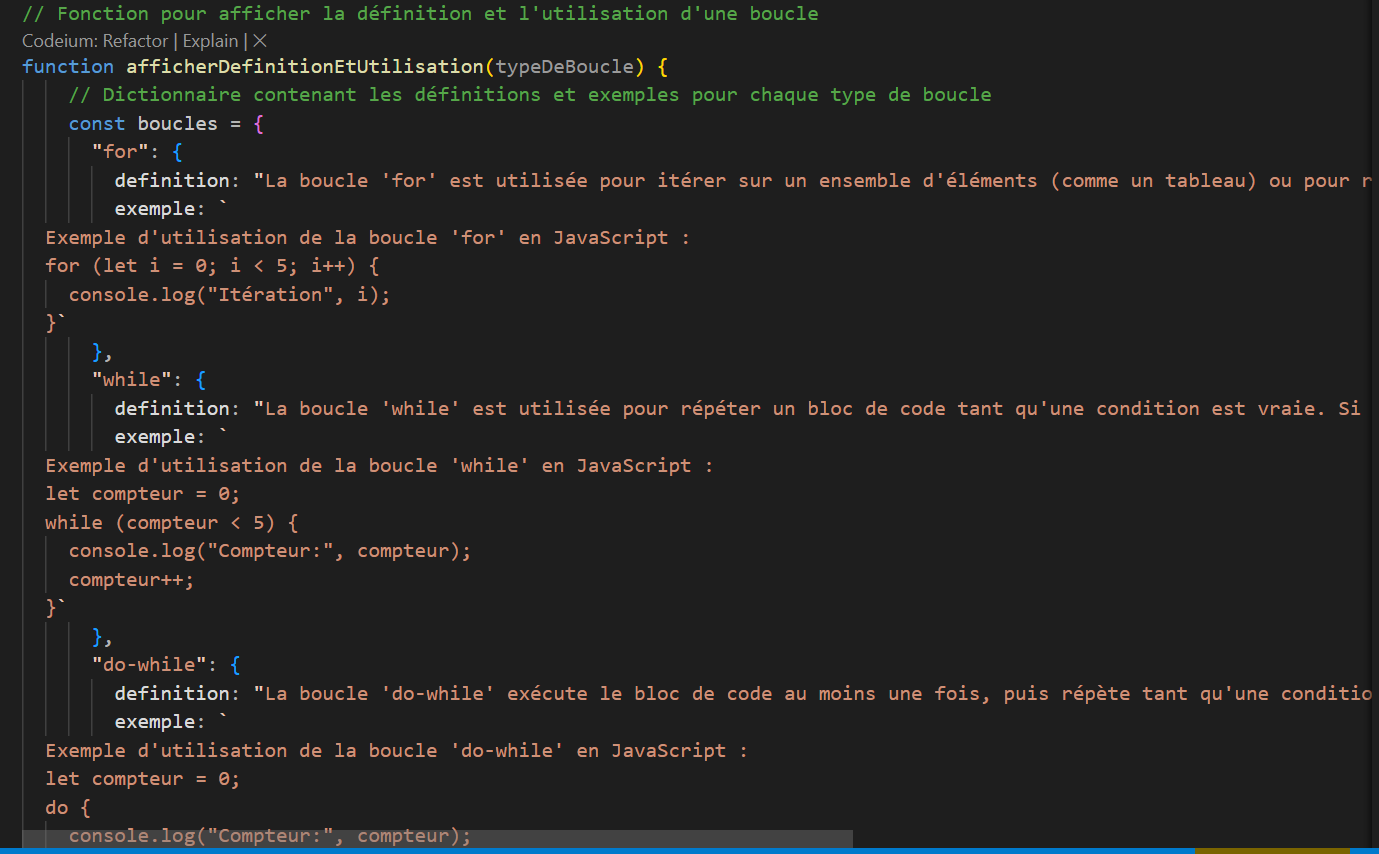 // Fonction pour afficher la définition et l'utilisation d'une boucle
Codeium: Refactor | Explain | ×
function afficherDefinitionEtUtilisation(typeDeBoucle) {
// Dictionnaire contenant les définitions et exemples pour chaque type de boucle
const boucles = {
"for": {
definition: "La boucle 'for' est utilisée pour itérer sur un ensemble d'éléments (comme un tableau) ou pour
exemple: `
Exemple d'utilisation de la boucle 'for' en JavaScript :
for (let i = 0; i < 5; i++) {
console.log("Itération", i);
}`
},
"while": {
definition: "La boucle 'while' est utilisée pour répéter un bloc de code tant qu'une condition est vraie. Si
exemple: `
Exemple d'utilisation de la boucle 'while' en JavaScript :
let compteur = 0;
while (compteur < 5) {
console.log("Compteur:", compteur);
compteur++;
}`
},
"do-while": {
definition: "La boucle 'do-while' exécute le bloc de code au moins une fois, puis répète tant qu'une conditio
exemple: `
Exemple d'utilisation de la boucle 'do-while' en JavaScript :
let compteur = 0;
do {
console.log("Compteur:", compteur);